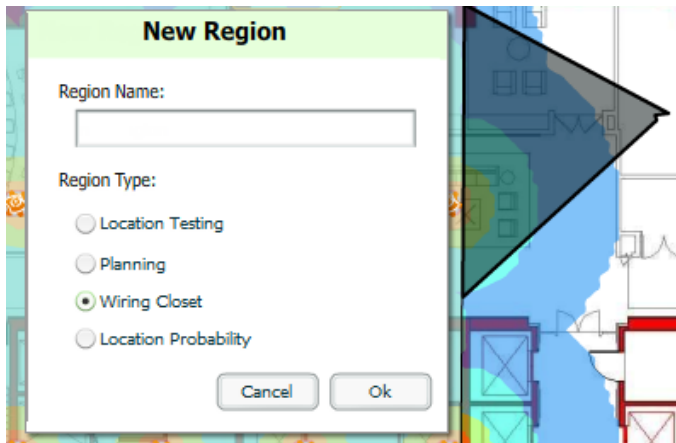 New Region
Region Name:
Region Type:
Location Testing
Planning
Wiring Closet
Location Probability
Cancel Ok